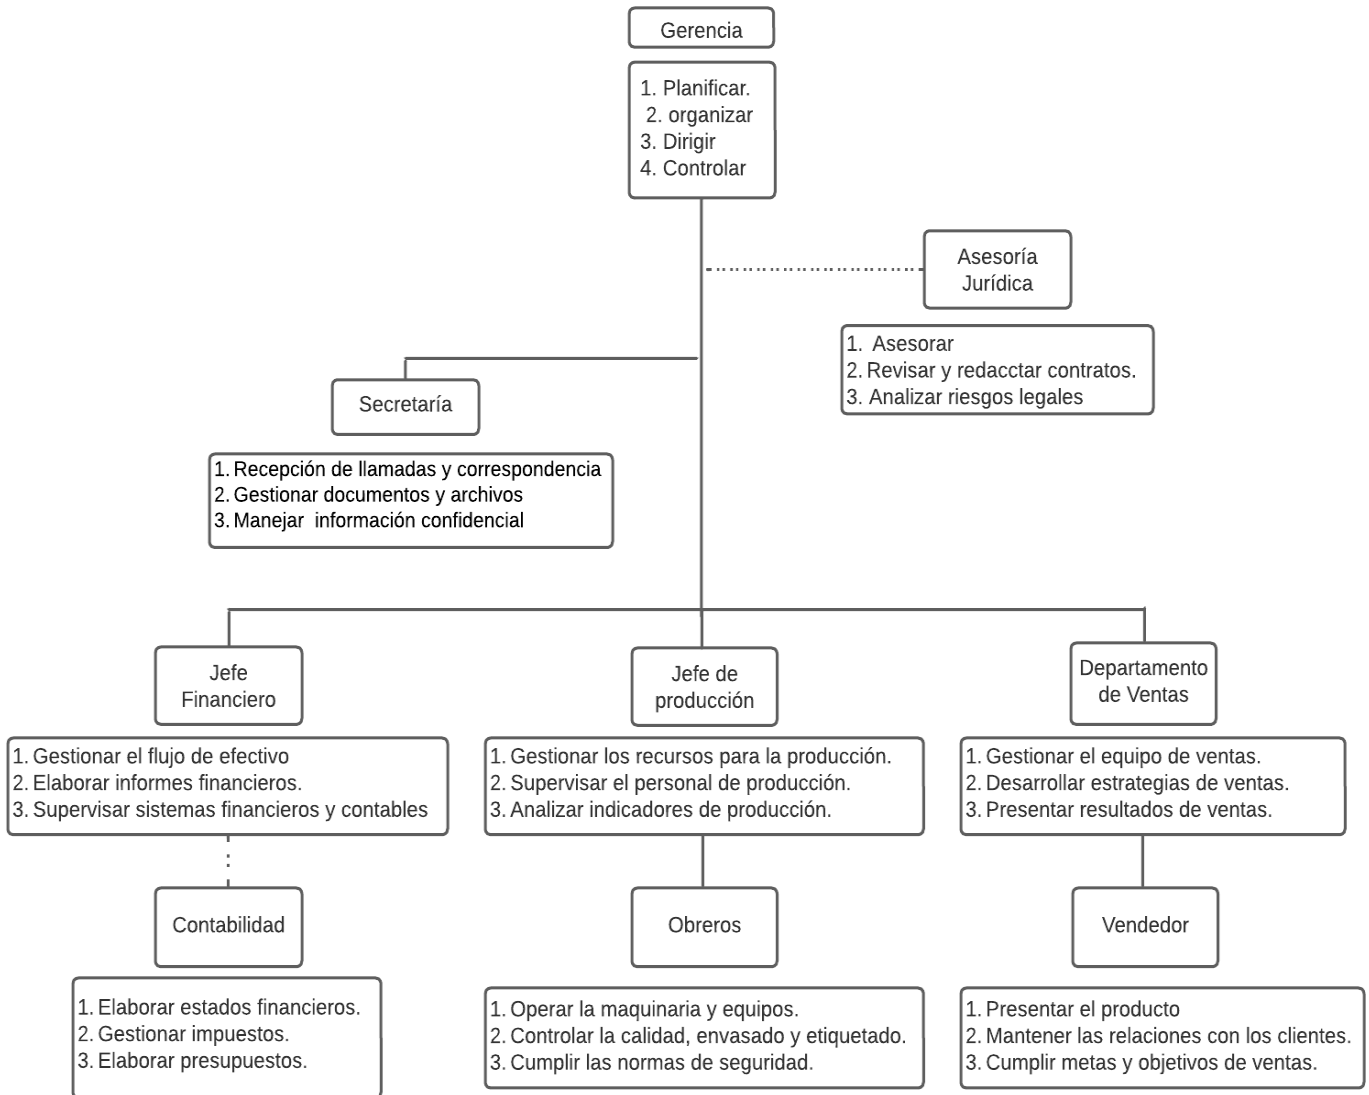 Gerencia
1. Planificar.
2. organizar
3. Dirigir
4. Controlar
Asesoría
Jurídica
1. Asesorar
2. Revisar y redacctar contratos.
3. Analizar riesgos legales
Secretaría
1. Recepción de llamadas y correspondencia
2. Gestionar documentos y archivos
3. Manejar información confidencial
Jefe
Financiero
1. Gestionar el flujo de efectivo
2. Elaborar informes financieros.
3. Supervisar sistemas financieros y contables
Jefe de
producción
1. Gestionar los recursos para la producción.
2. Supervisar el personal de producción.
3. Analizar indicadores de producción.
Departamento
de Ventas
1. Gestionar el equipo de ventas.
2. Desarrollar estrategias de ventas.
3. Presentar resultados de ventas.
Contabilidad
1. Elaborar estados financieros.
2. Gestionar impuestos.
3. Elaborar presupuestos.
Obreros
1. Operar la maquinaria y equipos.
2. Controlar la calidad, envasado y etiquetado.
3. Cumplir las normas de seguridad.
Vendedor
1. Presentar el producto
2. Mantener las relaciones con los clientes.
3. Cumplir metas y objetivos de ventas.